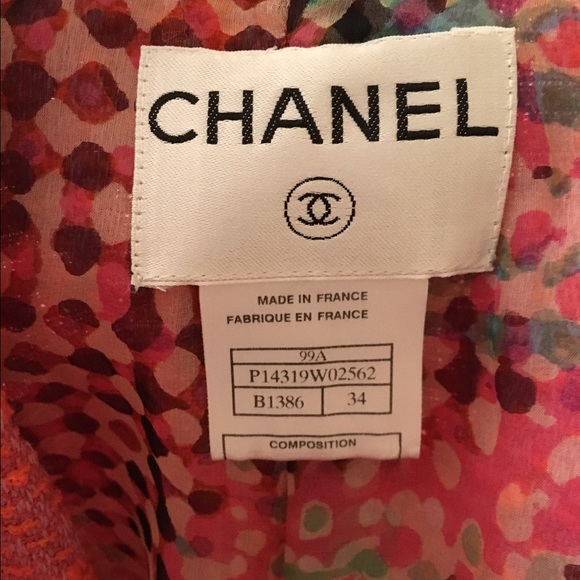 CHANEL
MADE IN FRANCE
FABRIQUE EN FRANCE
99A
P14319W02562
B1386 34
COMPOSITION